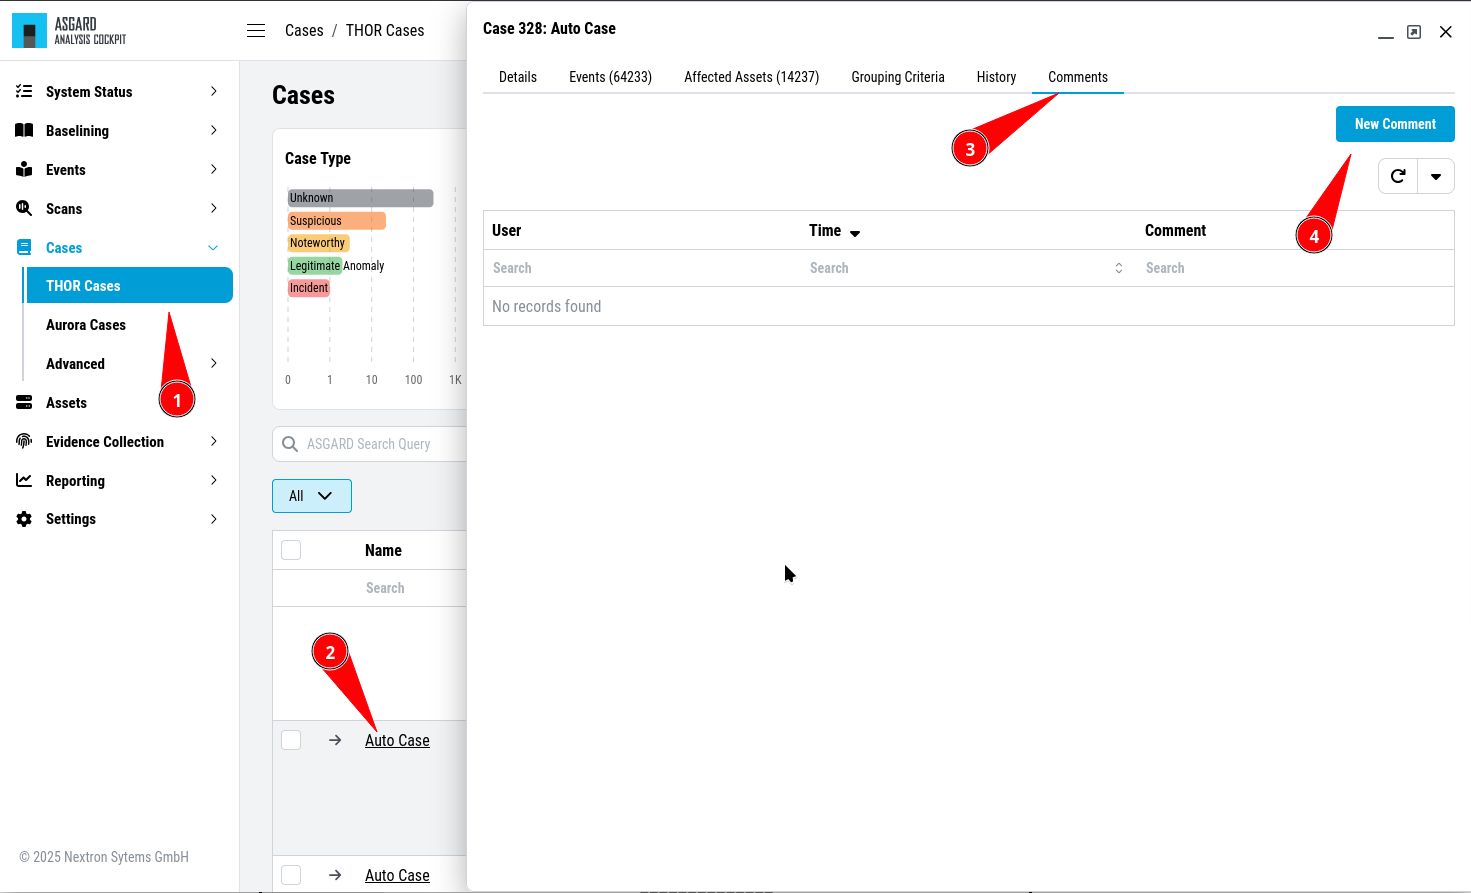 ASGARD
ANALYSIS COCKPIT
System Status
Baselining
Events
Scans
Cases
THOR Cases
Aurora Cases
Advanced
Assets
Evidence Collection
Reporting
Settings
1
© 2025 Nextron Sytems GmbH
Cases / THOR Cases
Cases
Case Type
Unknown
Suspicious
Noteworthy
Legitimate Anomaly
Incident
0 1 10 100 1K
ASGARD Search Query
All
Name
Search
2
Auto Case
Auto Case
Case 328: Auto Case
Details Events (64233) Affected Assets (14237) Grouping Criteria History Comments
3
New Comment
4
User Time Comment
Search Search Search
No records found